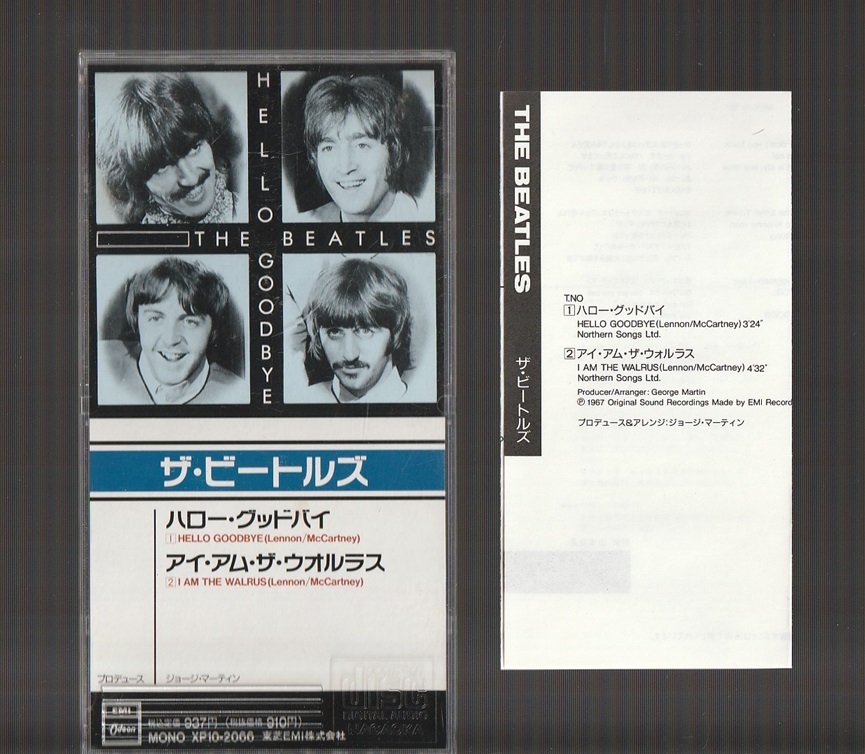 HELLO GOODBYE
THE BEATLES
ザ・ビートルズ
ハロー・グッドバイ
1 HELLO GOODBYE (Lennon/McCartney)
アイ・アム・ザ・ウオルラス
2 I AM THE WALRUS (Lennon/McCartney)
プロデュース ジョージ・マーティン
EMI
Odeon
税込定価 937円 (税抜価格 910円)
MONO XP10-2066 東芝EMI株式会社
disc
DIGITAL AUDIO
THE BEATLES
ザ・ビートルズ
T.NO
1 ハロー・グッドバイ
HELLO GOODBYE (Lennon/McCartney) 3'24"
Northern Songs Ltd.
2 アイ・アム・ザ・ウォルラス
I AM THE WALRUS (Lennon/McCartney) 4'32"
Northern Songs Ltd.
Producer/Arranger: George Martin
℗ 1967 Original Sound Recordings Made by EMI Record
プロデュース&アレンジ:ジョージ・マーティン